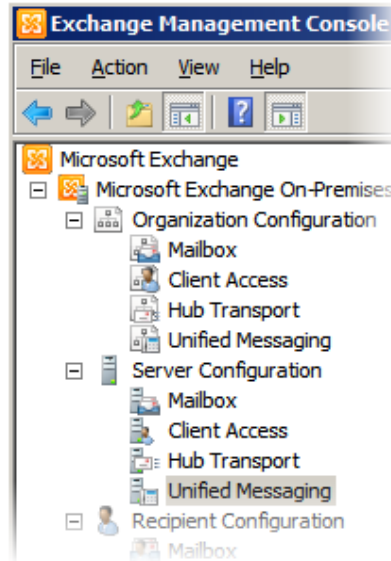 Exchange Management Console
File Action View Help
Microsoft Exchange
Microsoft Exchange On-Premises
Organization Configuration
Mailbox
Client Access
Hub Transport
Unified Messaging
Server Configuration
Mailbox
Client Access
Hub Transport
Unified Messaging
Recipient Configuration
Mailbox